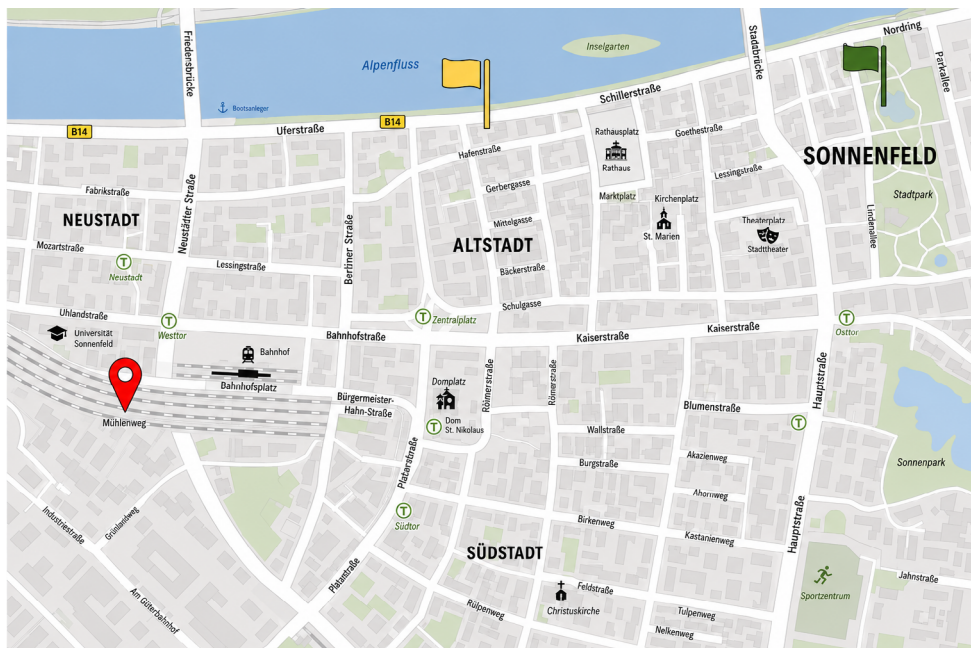 Friedensbrücke
Stadtbrücke
Nordring
Parkallee
Inselgarten
Alpenfluss
Schillerstraße
Bootsanleger
B14
Uferstraße
B14
Hafenstraße
Rathausplatz
Rathaus
Goethestraße
SONNENFELD
Lessingstraße
Gerbergasse
Fabrikstraße
Marktplatz
Kirchenplatz
Stadtpark
NEUSTADT
Neustädter Straße
Berliner Straße
Mittelgasse
Theaterplatz
Stadttheater
Lindenallee
St. Marien
ALTSTADT
Mozartstraße
Lessingstraße
Bäckerstraße
Neustadt
Schulgasse
Uhlandstraße
Zentralplatz
Osttor
Universität
Sonnenfeld
Westtor
Bahnhofstraße
Kaiserstraße
Kaiserstraße
Bahnhof
Bahnhofsplatz
Domplatz
Dom
St. Nikolaus
Römerstraße
Hauptstraße
Bürgermeister-
Hahn-Straße
Blumenstraße
Mühlenweg
Wallstraße
Burgstraße
Akazienweg
Sonnenpark
Platarstraße
Ahornweg
Industriestraße
Grünlandweg
Südtor
Birkenweg
Kastanienweg
Hauptstraße
SÜDSTADT
Platarstraße
Feldstraße
Jahnstraße
Sportzentrum
Am Güterbahnhof
Rülpenweg
Christuskirche
Tulpenweg
Nelkenweg